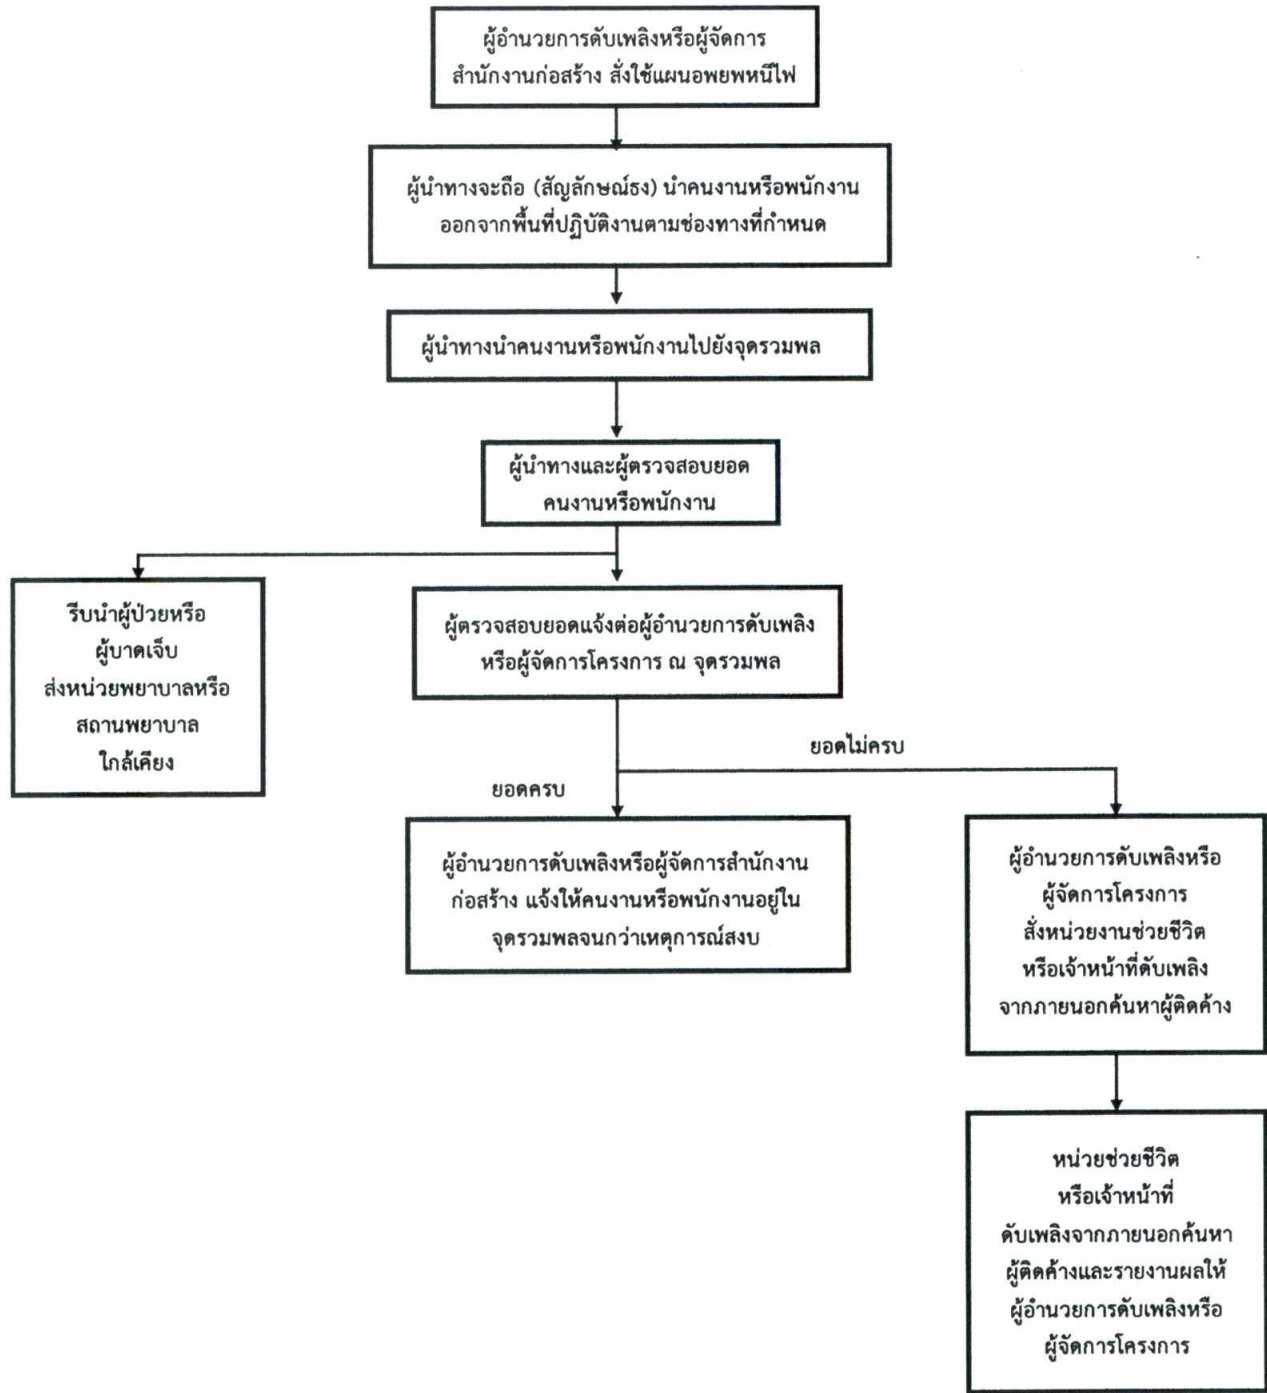 ผู้อำนวยการดับเพลิงหรือผู้จัดการ
สำนักงานก่อสร้าง สั่งใช้แผนอพยพหนีไฟ
ผู้นำทางจะถือ (สัญลักษณ์ธง) นำคนงานหรือพนักงาน
ออกจากพื้นที่ปฏิบัติงานตามช่องทางที่กำหนด
ผู้นำทางนำคนงานหรือพนักงานไปยังจุดรวมพล
ผู้นำทางและผู้ตรวจสอบยอด
คนงานหรือพนักงาน
รีบนำผู้ป่วยหรือ
ผู้บาดเจ็บ
ส่งหน่วยพยาบาลหรือ
สถานพยาบาล
ใกล้เคียง
ผู้ตรวจสอบยอดแจ้งต่อผู้อำนวยการดับเพลิง
หรือผู้จัดการโครงการ ณ จุดรวมพล
ยอดไม่ครบ
ยอดครบ
ผู้อำนวยการดับเพลิงหรือผู้จัดการสำนักงาน
ก่อสร้าง แจ้งให้คนงานหรือพนักงานอยู่ใน
จุดรวมพลจนกว่าเหตุการณ์สงบ
ผู้อำนวยการดับเพลิงหรือ
ผู้จัดการโครงการ
สั่งหน่วยงานช่วยชีวิต
หรือเจ้าหน้าที่ดับเพลิง
จากภายนอกค้นหาผู้ติดค้าง
หน่วยช่วยชีวิต
หรือเจ้าหน้าที่
ดับเพลิงจากภายนอกค้นหา
ผู้ติดค้างและรายงานผลให้
ผู้อำนวยการดับเพลิงหรือ
ผู้จัดการโครงการ